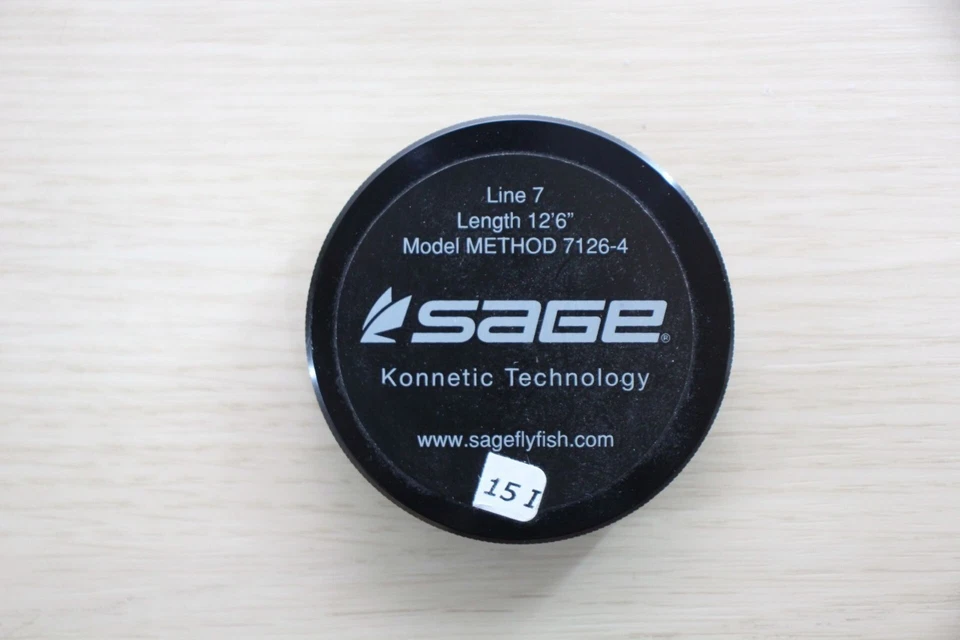 Line 7
Length 12'6"
Model METHOD 7126-4
SAGE®
Konnetic Technology
www.sageflyfish.com
15 I